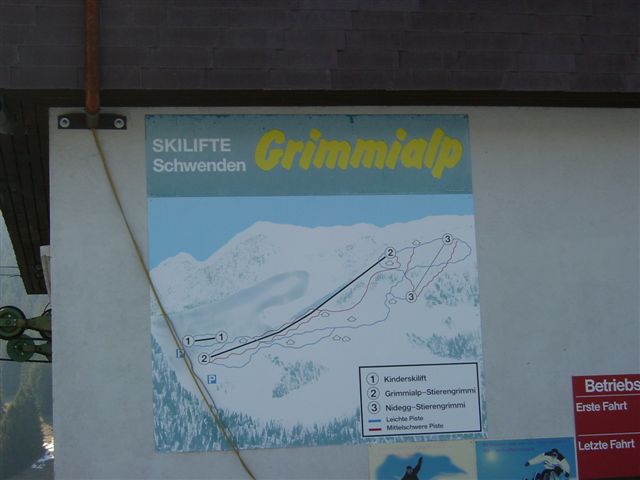 SKILIFTE
Schwenden
Grimmialp
2
3
3
1
1
2
P
P
1 Kinderskilift
2 Grimmialp–Stierengrimmi
3 Nidegg–Stierengrimmi
Leichte Piste
Mittelschwere Piste
Betriebs
Erste Fahrt
Letzte Fahrt